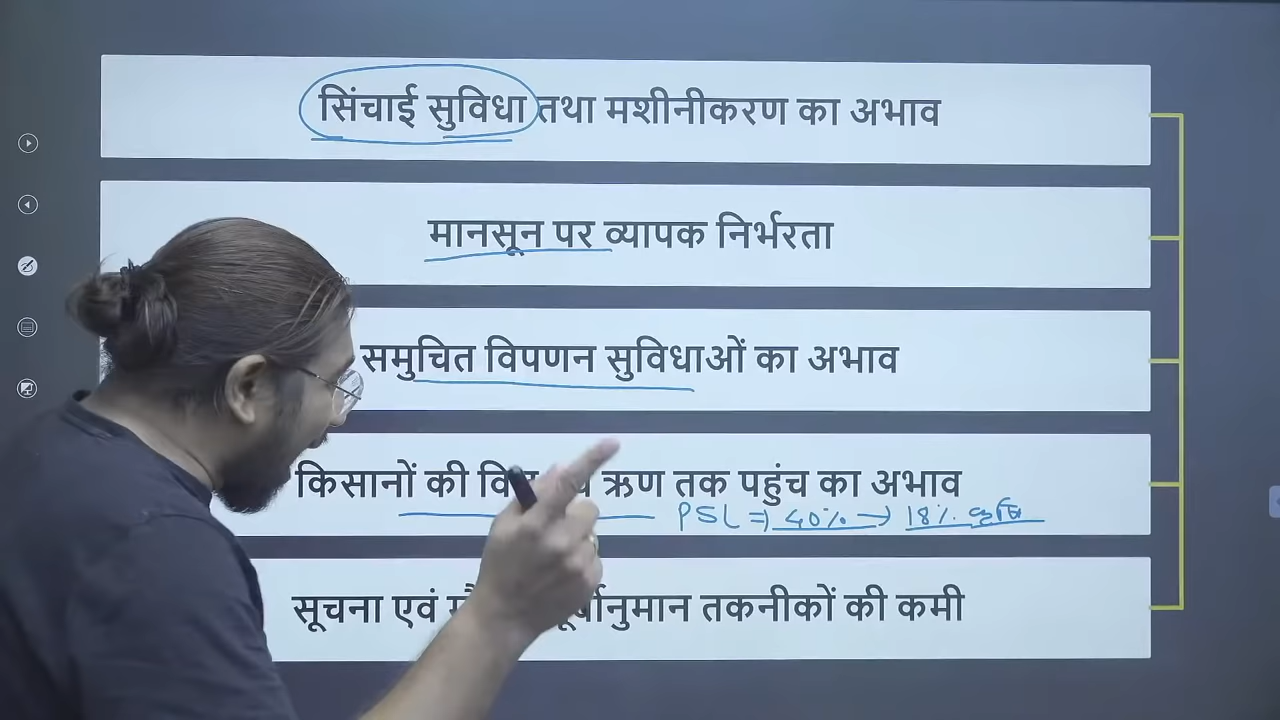 सिंचाई सुविधा तथा मशीनीकरण का अभाव
मानसून पर व्यापक निर्भरता
समुचित विपणन सुविधाओं का अभाव
किसानों की ऋण तक पहुंच का अभाव
PSL => 40% → 18% कृषि
सूचना एवं तकनीकों की कमी